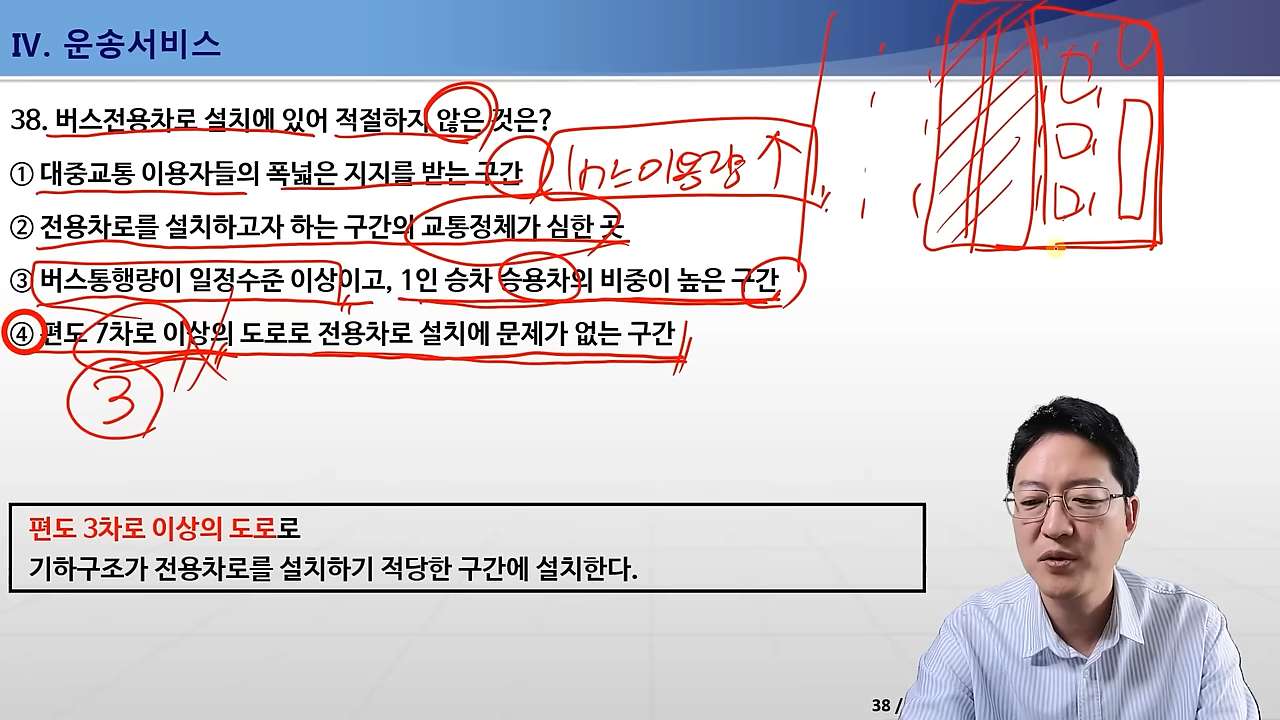 Ⅳ. 운송서비스
38. 버스전용차로 설치에 있어 적절하지 않은 것은?
① 대중교통 이용자들의 폭넓은 지지를 받는 구간
버스이용량 ↑
② 전용차로를 설치하고자 하는 구간의 교통정체가 심한 곳
③ 버스통행량이 일정수준 이상이고, 1인 승차 승용차의 비중이 높은 구간
④ 편도 7차로 이상의 도로로 전용차로 설치에 문제가 없는 구간
3
편도 3차로 이상의 도로로
기하구조가 전용차로를 설치하기 적당한 구간에 설치한다.
38 /